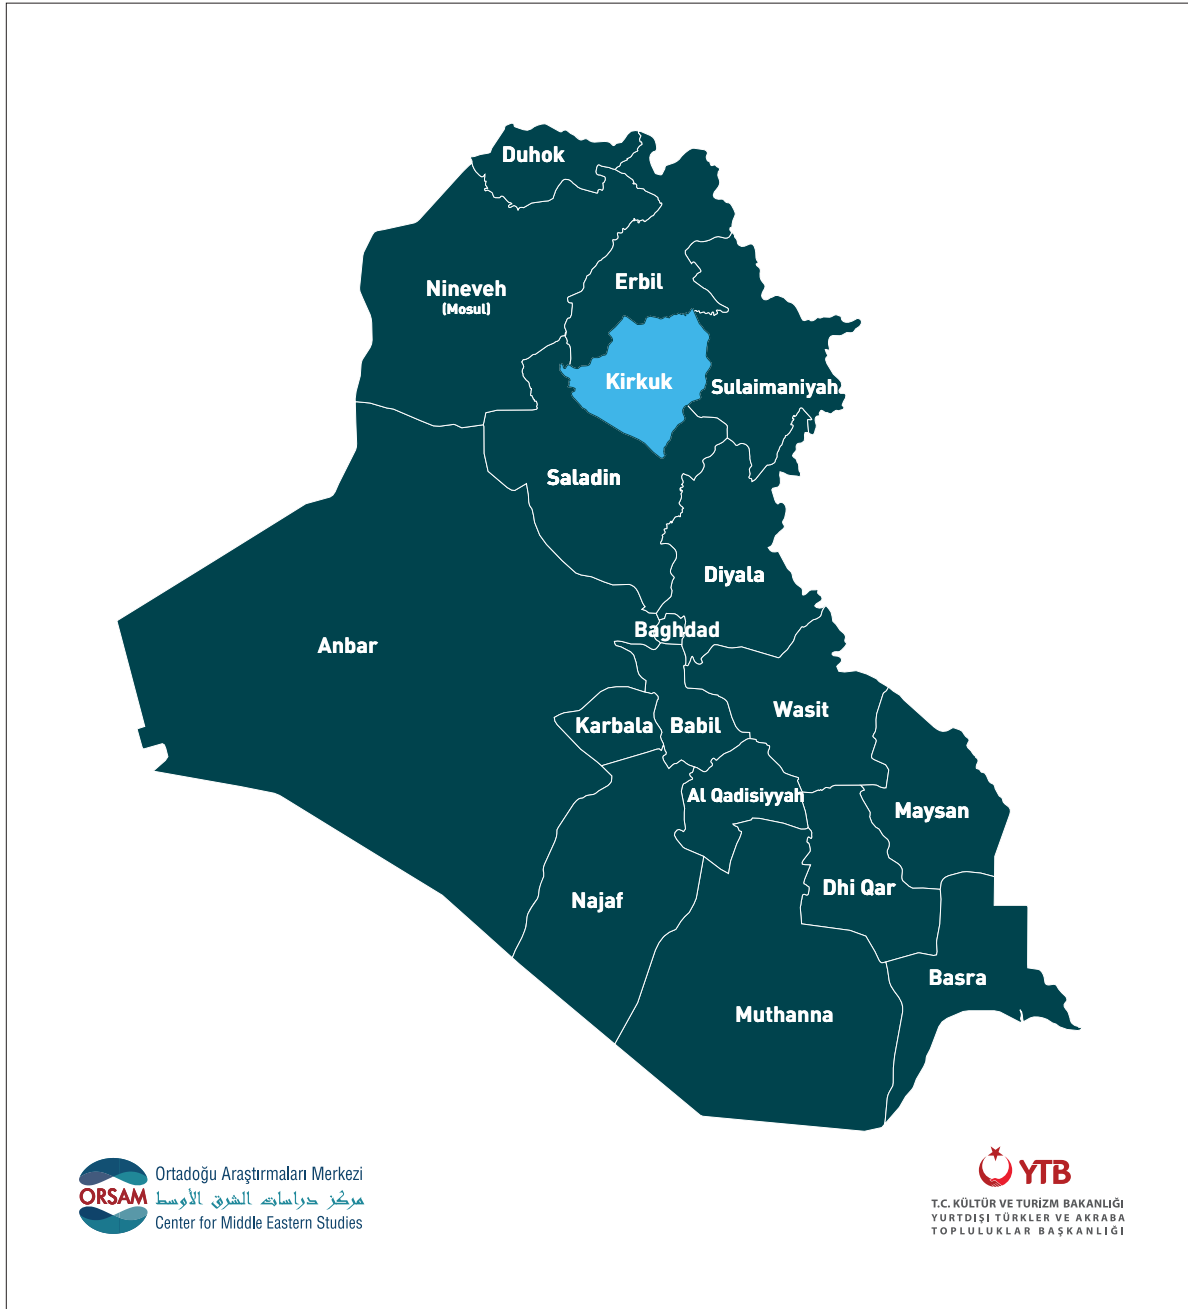 Duhok
Erbil
Nineveh
(Mosul)
Kirkuk
Sulaimaniyah
Saladin
Diyala
Baghdad
Anbar
Wasit
Karbala
Babil
Al Qadisiyyah
Maysan
Dhi Qar
Najaf
Basra
Muthanna
ORSAM
Ortadoğu Araştırmaları Merkezi
مركز دراسات الشرق الأوسط
Center for Middle Eastern Studies
YTB
T.C. KÜLTÜR VE TURİZM BAKANLIĞI
YURTDIŞI TÜRKLER VE AKRABA
TOPLULUKLAR BAŞKANLIĞI